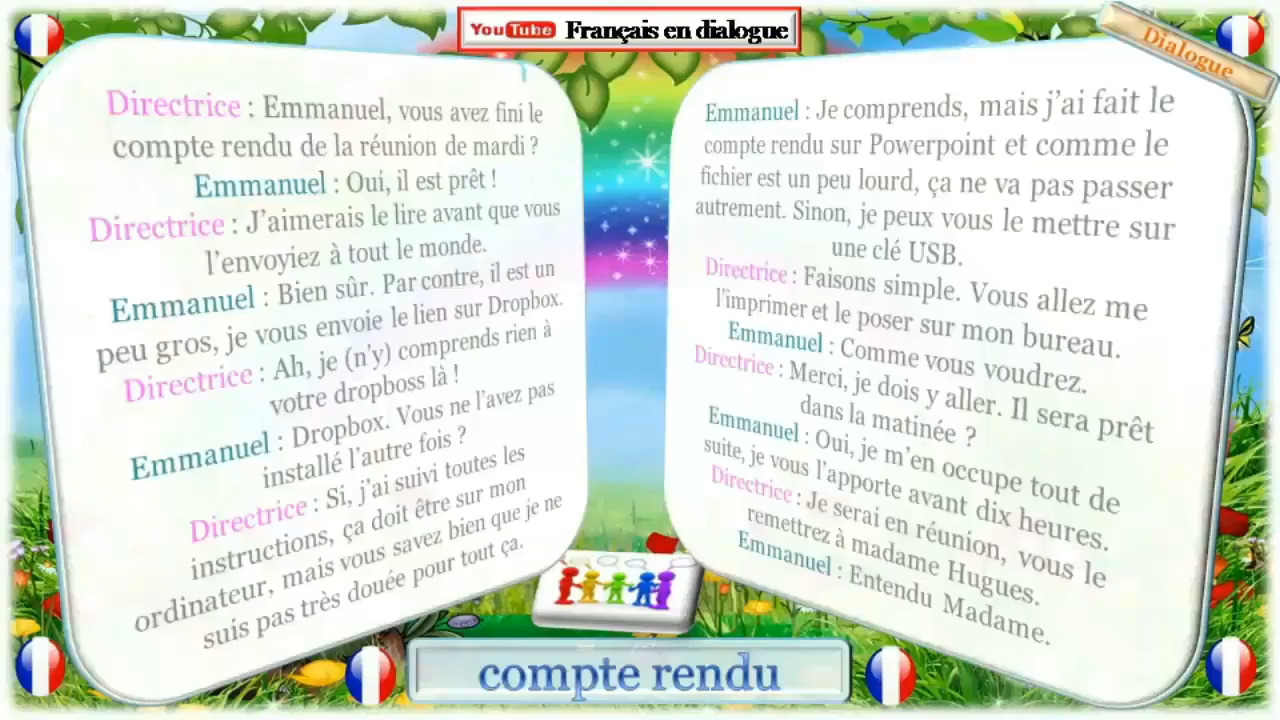 YouTube Français en dialogue
Dialogue
Directrice : Emmanuel, vous avez fini le
compte rendu de la réunion de mardi ?
Emmanuel : Oui, il est prêt !
Directrice : J'aimerais le lire avant que vous
l'envoyiez à tout le monde.
Emmanuel : Bien sûr. Par contre, il est un
peu gros, je vous envoie le lien sur Dropbox.
Directrice : Ah, je (n'y) comprends rien à
votre dropboss là !
Emmanuel : Dropbox. Vous ne l'avez pas
installé l'autre fois ?
Directrice : Si, j'ai suivi toutes les
instructions, ça doit être sur mon
ordinateur, mais vous savez bien que je ne
suis pas très douée pour tout ça.
Emmanuel : Je comprends, mais j'ai fait le
compte rendu sur Powerpoint et comme le
fichier est un peu lourd, ça ne va pas passer
autrement. Sinon, je peux vous le mettre sur
une clé USB.
Directrice : Faisons simple. Vous allez me
l'imprimer et le poser sur mon bureau.
Emmanuel : Comme vous voudrez.
Directrice : Merci, je dois y aller. Il sera prêt
dans la matinée ?
Emmanuel : Oui, je m'en occupe tout de
suite, je vous l'apporte avant dix heures.
Directrice : Je serai en réunion, vous le
remettrez à madame Hugues.
Emmanuel : Entendu Madame.
compte rendu